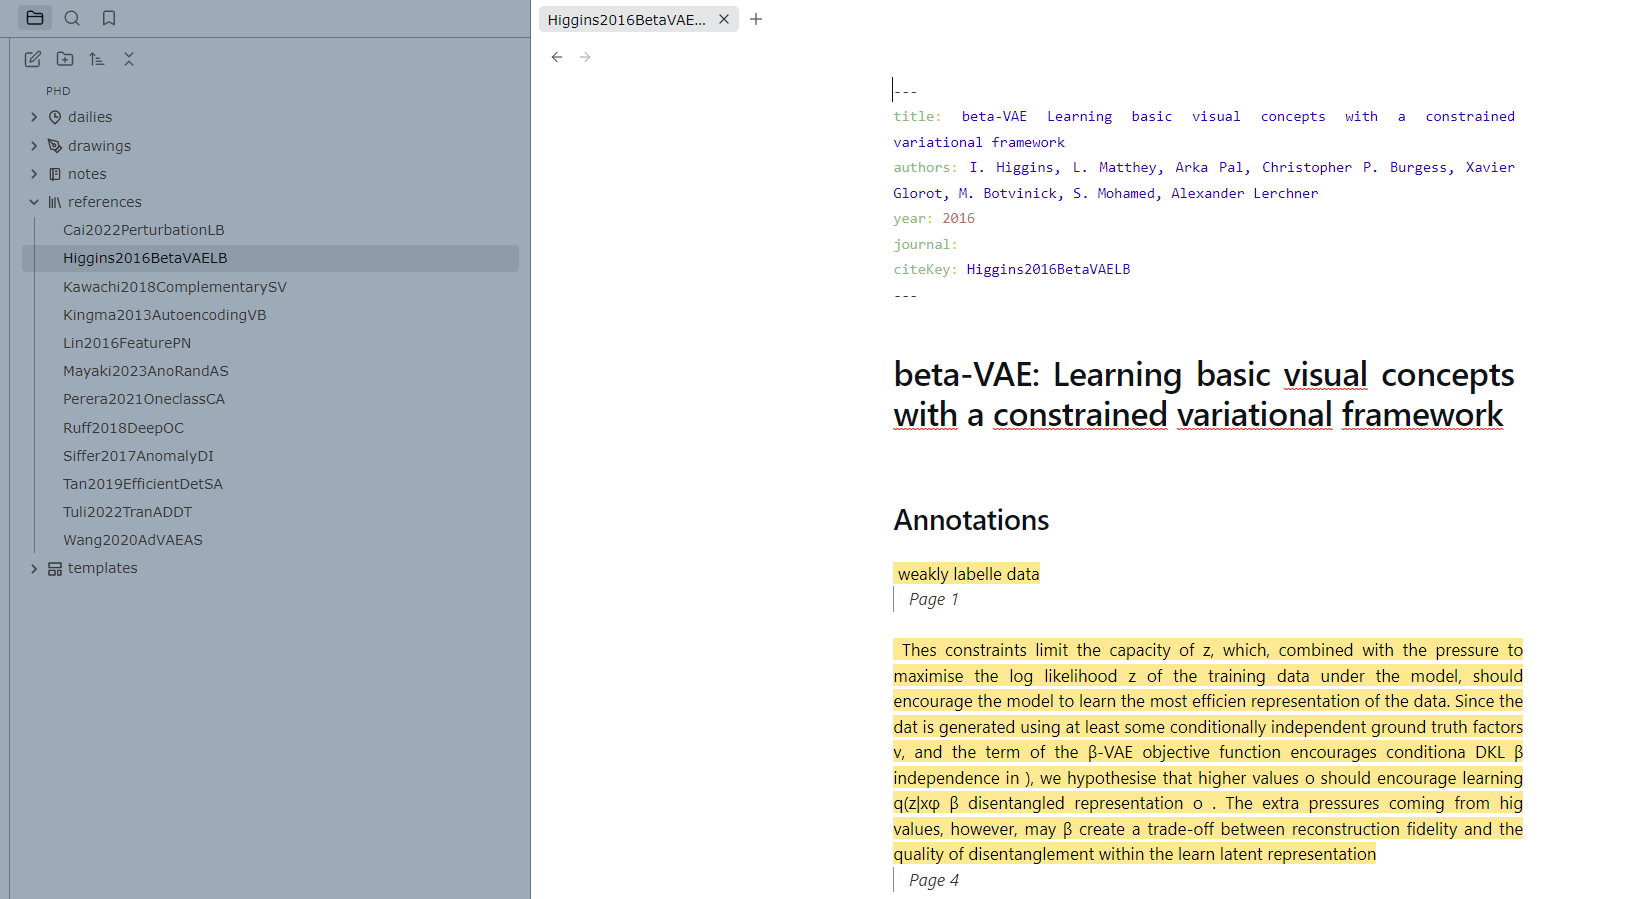 Higgins2016BetaVAE...
PHD
dailies
drawings
notes
references
Cai2022PerturbationLB
Higgins2016BetaVAELB
Kawachi2018ComplementarySV
Kingma2013AutoencodingVB
Lin2016FeaturePN
Mayaki2023AnoRandAS
Perera2021OneclassCA
Ruff2018DeepOC
Siffer2017AnomalyDI
Tan2019EfficientDetSA
Tuli2022TranADDT
Wang2020AdVAEAS
templates
---
title: beta-VAE Learning basic visual concepts with a constrained
variational framework
authors: I. Higgins, L. Matthey, Arka Pal, Christopher P. Burgess, Xavier
Glorot, M. Botvinick, S. Mohamed, Alexander Lerchner
year: 2016
journal:
citeKey: Higgins2016BetaVAELB
---
beta-VAE: Learning basic visual concepts
with a constrained variational framework
Annotations
weakly labelle data
Page 1
Thes constraints limit the capacity of z, which, combined with the pressure to
maximise the log likelihood z of the training data under the model, should
encourage the model to learn the most efficien representation of the data. Since the
dat is generated using at least some conditionally independent ground truth factors
v, and the term of the β-VAE objective function encourages conditiona DKL β
independence in ), we hypothesise that higher values o should encourage learning
q(z|xφ β disentangled representation o . The extra pressures coming from hig
values, however, may β create a trade-off between reconstruction fidelity and the
quality of disentanglement within the learn latent representation
Page 4